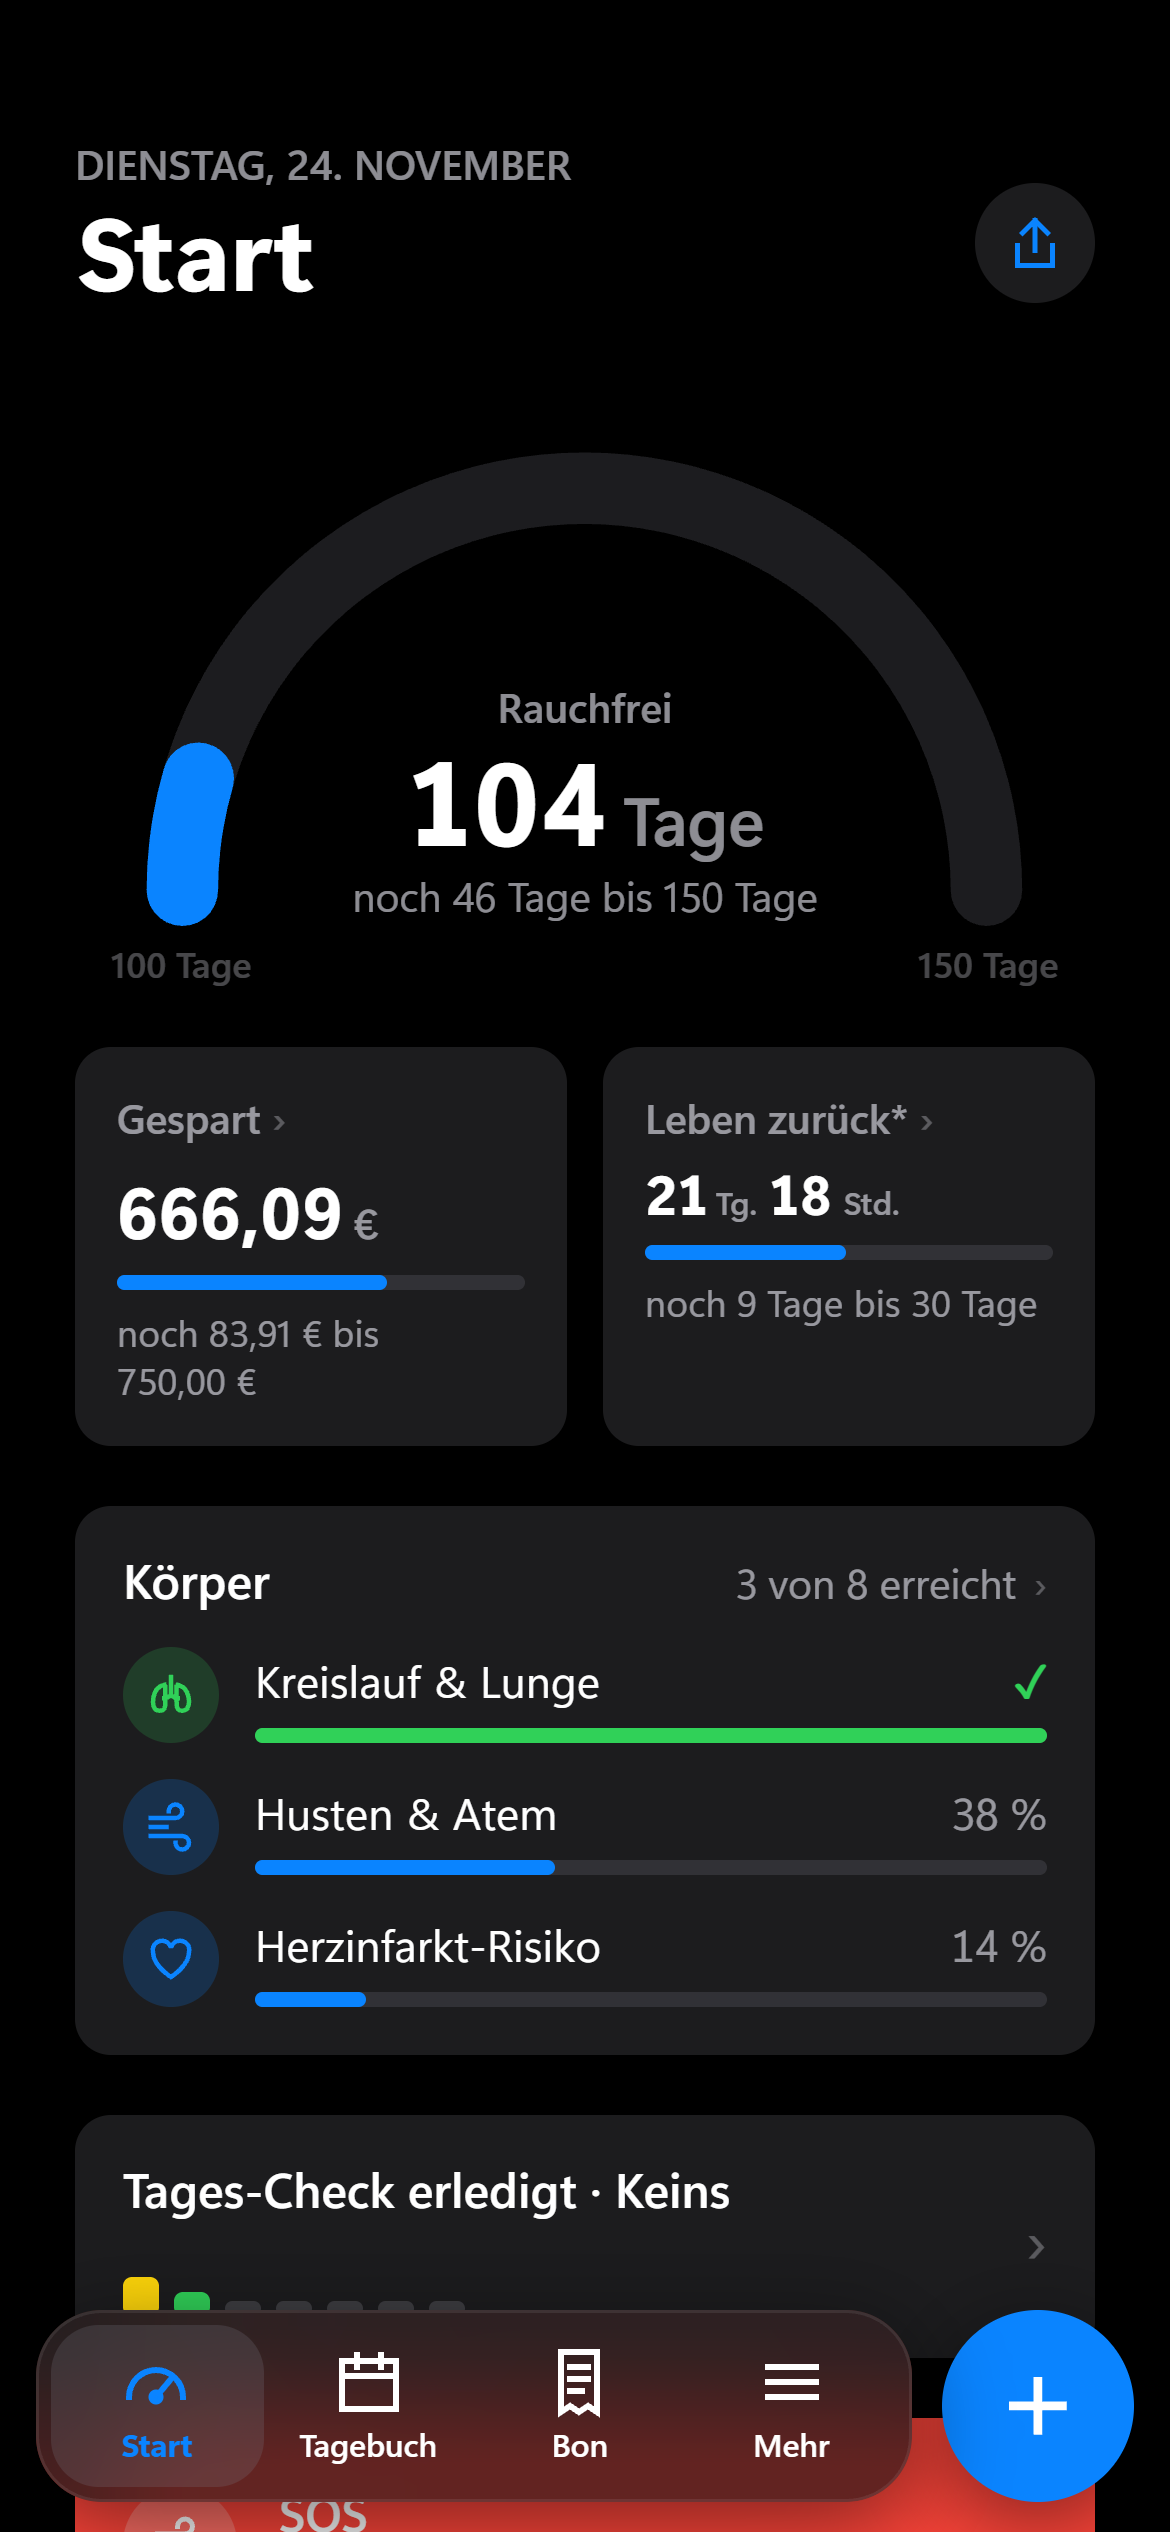 DIENSTAG, 24. NOVEMBER
Start
Rauchfrei
104 Tage
noch 46 Tage bis 150 Tage
100 Tage
150 Tage
Gespart ›
666,09 €
noch 83,91 € bis
750,00 €
Leben zurück* ›
21 Tg. 18 Std.
noch 9 Tage bis 30 Tage
Körper
3 von 8 erreicht ›
Kreislauf & Lunge ✓
Husten & Atem 38 %
Herzinfarkt-Risiko 14 %
Tages-Check erledigt · Keins
Start
Tagebuch
Bon
Mehr
SOS